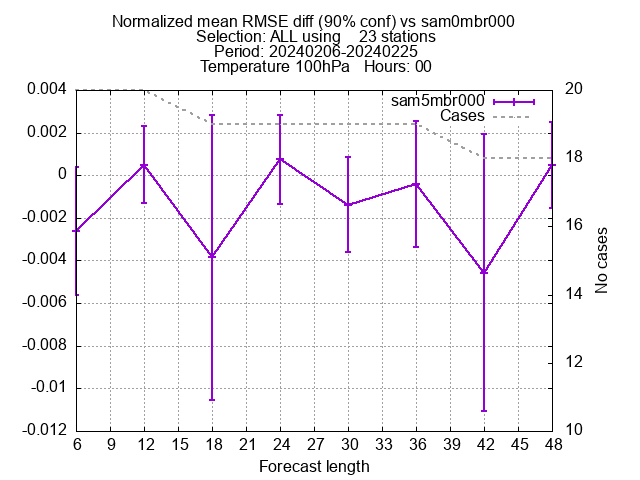 Normalized mean RMSE diff (90% conf) vs sam0mbr000
Selection: ALL using    23 stations
Period: 20240206-20240225
Temperature 100hPa   Hours: 00
sam5mbr000
Cases
0.004
0.002
0
-0.002
-0.004
-0.006
-0.008
-0.01
-0.012
20
18
16
14
12
10
No cases
6 9 12 15 18 21 24 27 30 33 36 39 42 45 48
Forecast length